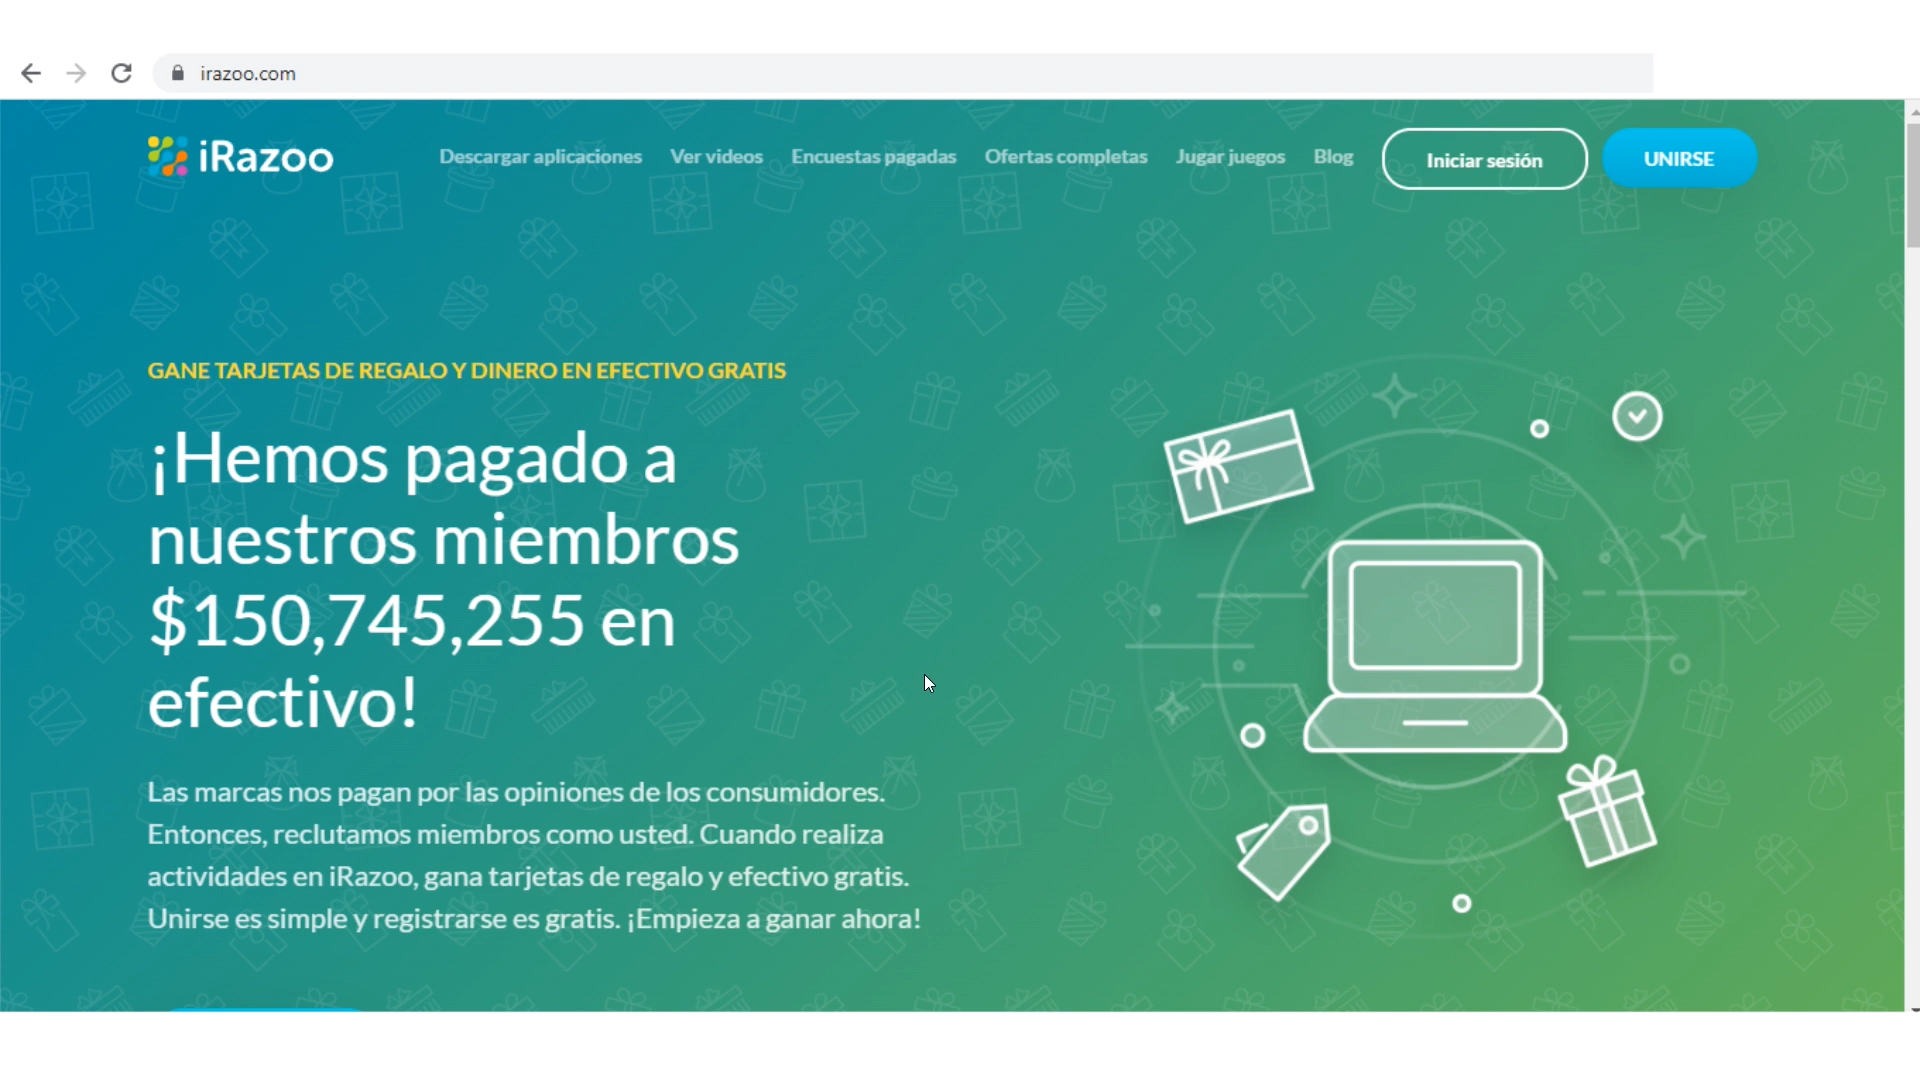 irazoo.com
iRazoo
Descargar aplicaciones Ver videos Encuestas pagadas Ofertas completas Jugar juegos Blog Iniciar sesión UNIRSE
GANE TARJETAS DE REGALO Y DINERO EN EFECTIVO GRATIS
¡Hemos pagado a
nuestros miembros
$150,745,255 en
efectivo!
Las marcas nos pagan por las opiniones de los consumidores.
Entonces, reclutamos miembros como usted. Cuando realiza
actividades en iRazoo, gana tarjetas de regalo y efectivo gratis.
Unirse es simple y registrarse es gratis. ¡Empieza a ganar ahora!